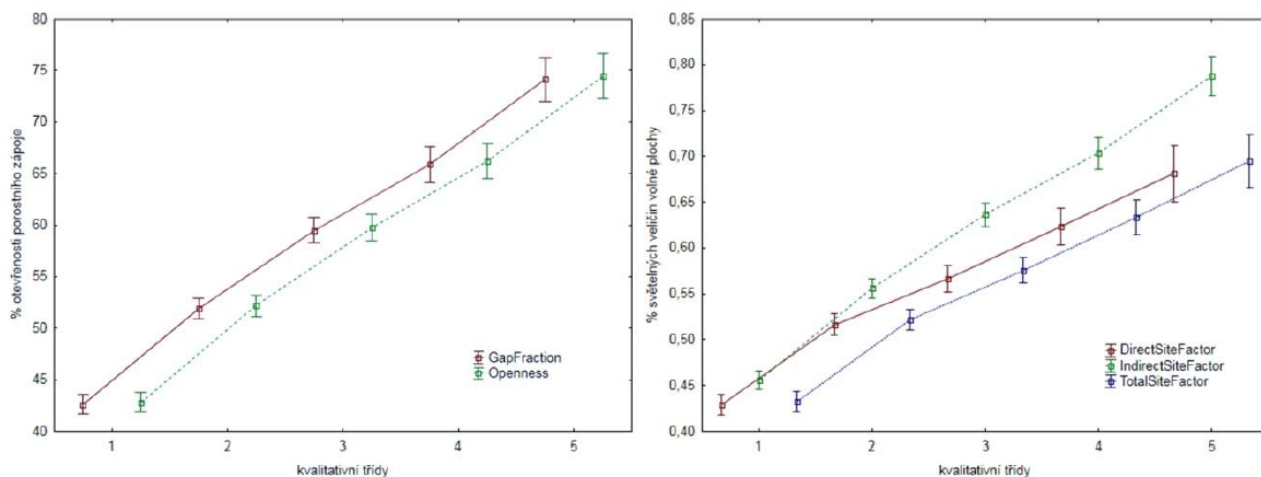 80
75
70
65
60
55
50
45
40
% otevřenosti porostního zápoje
GapFraction
Openness
1 2 3 4 5
kvalitativní třídy
0,85
0,80
0,75
0,70
0,65
0,60
0,55
0,50
0,45
0,40
% světelných veličin volné plochy
DirectSiteFactor
IndirectSiteFactor
TotalSiteFactor
1 2 3 4 5
kvalitativní třídy